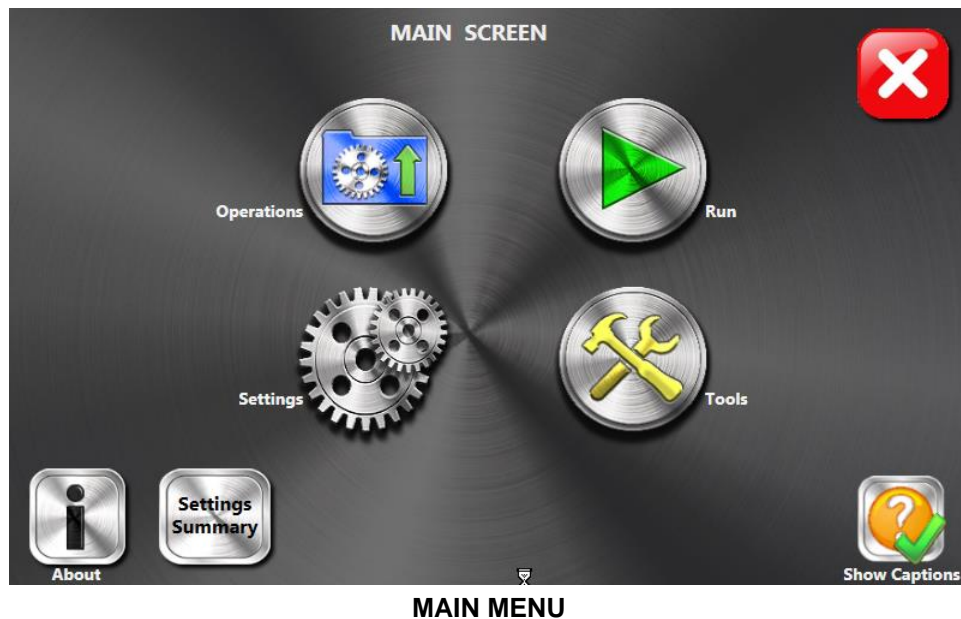 MAIN SCREEN
Operations
Run
Settings
Tools
Settings
Summary
About
Show Captions
MAIN MENU